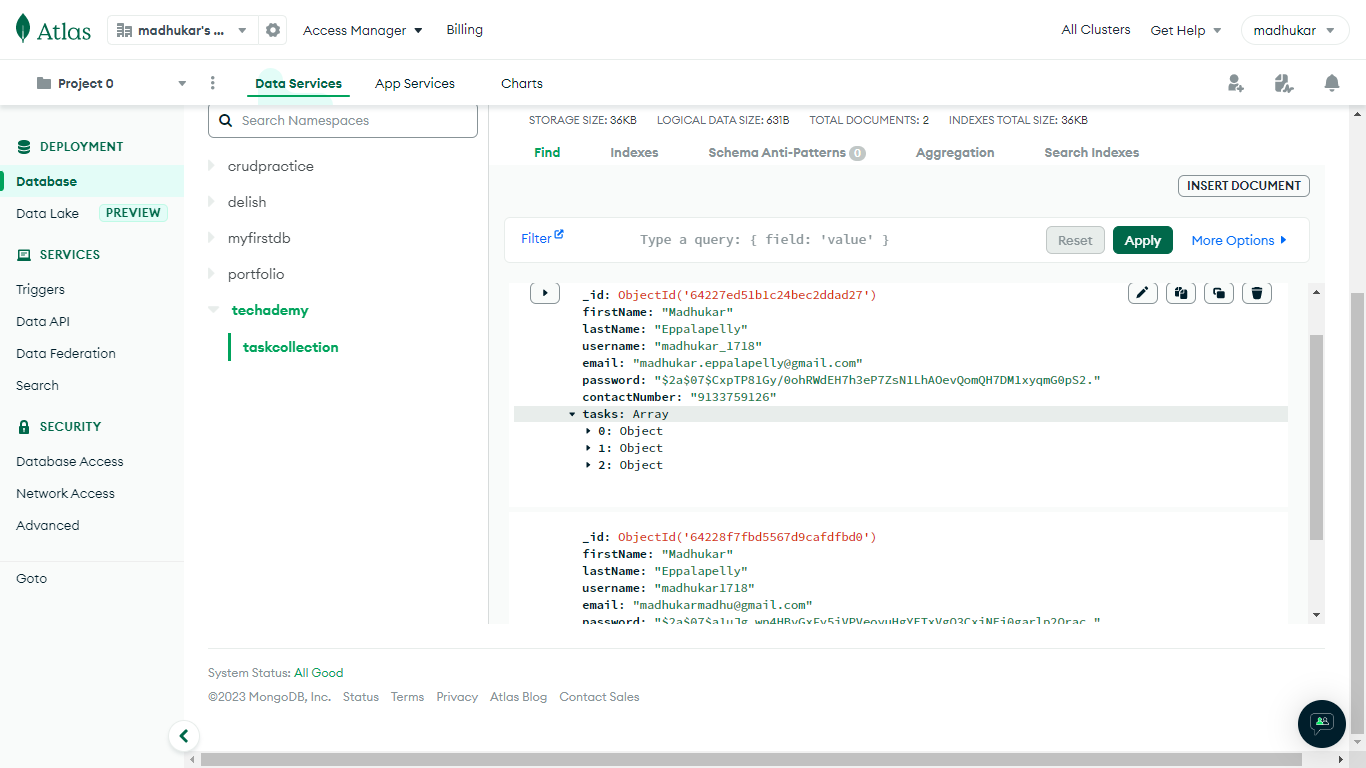 Atlas
madhukar's ...
Access Manager
Billing
All Clusters
Get Help
madhukar
Project 0
Data Services
App Services
Charts
DEPLOYMENT
Database
Data Lake
PREVIEW
SERVICES
Triggers
Data API
Data Federation
Search
SECURITY
Database Access
Network Access
Advanced
Goto
Search Namespaces
crudpractice
delish
myfirstdb
portfolio
techademy
taskcollection
STORAGE SIZE: 36KB LOGICAL DATA SIZE: 631B TOTAL DOCUMENTS: 2 INDEXES TOTAL SIZE: 36KB
Find Indexes Schema Anti-Patterns 0 Aggregation Search Indexes
INSERT DOCUMENT
Filter Type a query: { field: 'value' } Reset Apply More Options
_id: ObjectId('64227ed51b1c24bec2ddad27')
firstName: "Madhukar"
lastName: "Eppalapelly"
username: "madhukar_1718"
email: "madhukar.eppalapelly@gmail.com"
password: "$2a$07$CxpTP81Gy/0ohRWdEH7h3eP7ZsN1LhAOevQomQH7DM1xyqmG0pS2."
contactNumber: "9133759126"
tasks: Array
0: Object
1: Object
2: Object
_id: ObjectId('64228f7fbd5567d9cafdfbd0')
firstName: "Madhukar"
lastName: "Eppalapelly"
username: "madhukar1718"
email: "madhukarmadhu@gmail.com"
password:
System Status: All Good
©2023 MongoDB, Inc. Status Terms Privacy Atlas Blog Contact Sales